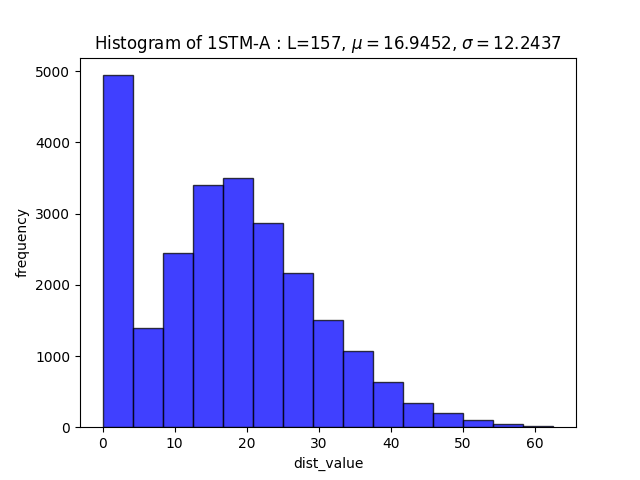 Histogram of 1STM-A : L=157, μ = 16.9452, σ = 12.2437
5000
4000
3000
2000
1000
0
frequency
0 10 20 30 40 50 60
dist_value